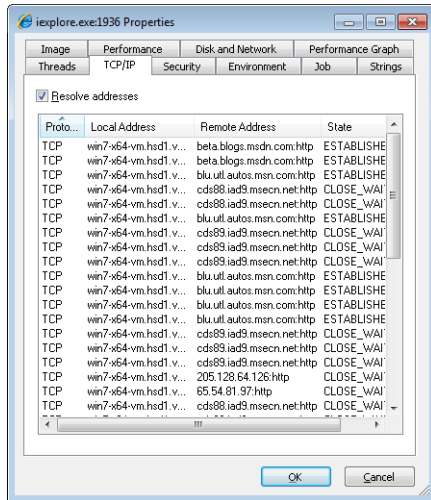 iexplore.exe:1936 Properties
Image Performance Disk and Network Performance Graph
Threads TCP/IP Security Environment Job Strings
Resolve addresses
Proto... Local Address Remote Address State
TCP win7-x64-vm.hsd1.v... beta.blogs.msdn.com:http ESTABLISHE
TCP win7-x64-vm.hsd1.v... beta.blogs.msdn.com:http ESTABLISHE
TCP win7-x64-vm.hsd1.v... blu.utl.autos.msn.com:http ESTABLISHE
TCP win7-x64-vm.hsd1.v... cds88.iad9.msecn.net:http CLOSE_WAI
TCP win7-x64-vm.hsd1.v... blu.utl.autos.msn.com:http ESTABLISHE
TCP win7-x64-vm.hsd1.v... cds88.iad9.msecn.net:http CLOSE_WAI
TCP win7-x64-vm.hsd1.v... cds89.iad9.msecn.net:http CLOSE_WAI
TCP win7-x64-vm.hsd1.v... cds89.iad9.msecn.net:http CLOSE_WAI
TCP win7-x64-vm.hsd1.v... cds89.iad9.msecn.net:http CLOSE_WAI
TCP win7-x64-vm.hsd1.v... blu.utl.autos.msn.com:http ESTABLISHE
TCP win7-x64-vm.hsd1.v... blu.utl.autos.msn.com:http ESTABLISHE
TCP win7-x64-vm.hsd1.v... blu.utl.autos.msn.com:http ESTABLISHE
TCP win7-x64-vm.hsd1.v... blu.utl.autos.msn.com:http ESTABLISHE
TCP win7-x64-vm.hsd1.v... cds89.iad9.msecn.net:http CLOSE_WAI
TCP win7-x64-vm.hsd1.v... cds89.iad9.msecn.net:http CLOSE_WAI
TCP win7-x64-vm.hsd1.v... cds89.iad9.msecn.net:http CLOSE_WAI
TCP win7-x64-vm.hsd1.v... 205.128.64.126:http CLOSE_WAI
TCP win7-x64-vm.hsd1.v... 65.54.81.97:http CLOSE_WAI
TCP win7-x64-vm.hsd1.v... cds88.iad9.msecn.net:http CLOSE_WAI
OK Cancel